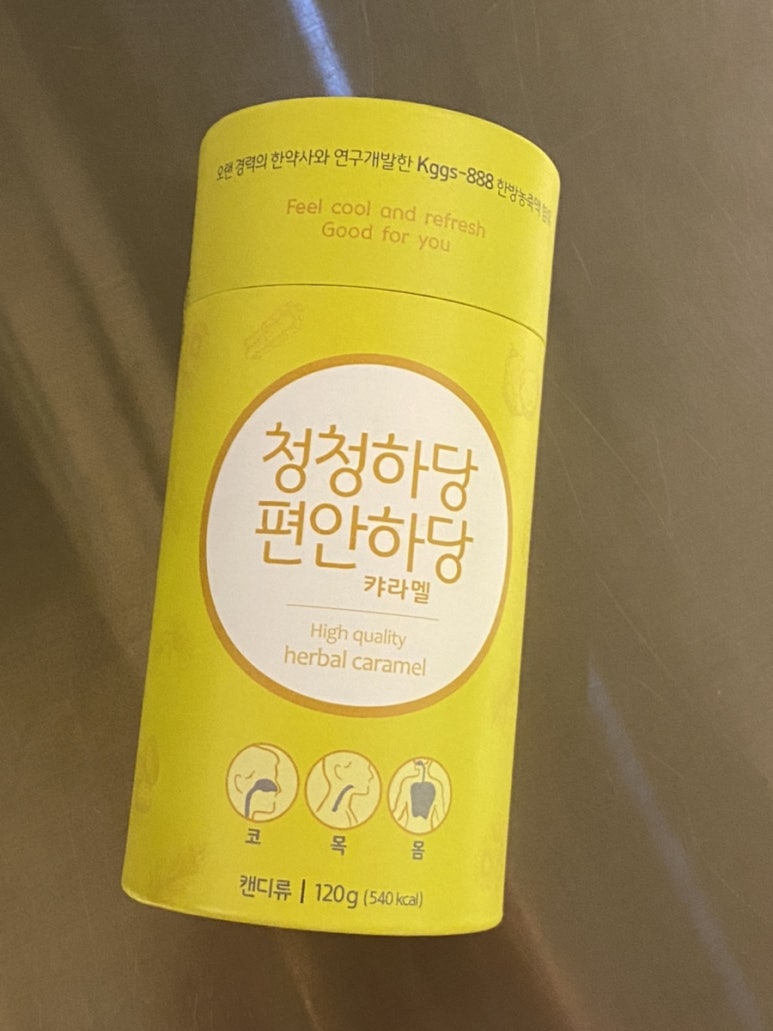 오랜 경력의 한약사와 연구개발한 Kggs-888 한방농축액 함유
Feel cool and refresh
Good for you
청청하당
편안하당
캬라멜
High quality
herbal caramel
코 목 몸
캔디류 | 120g (540 kcal)